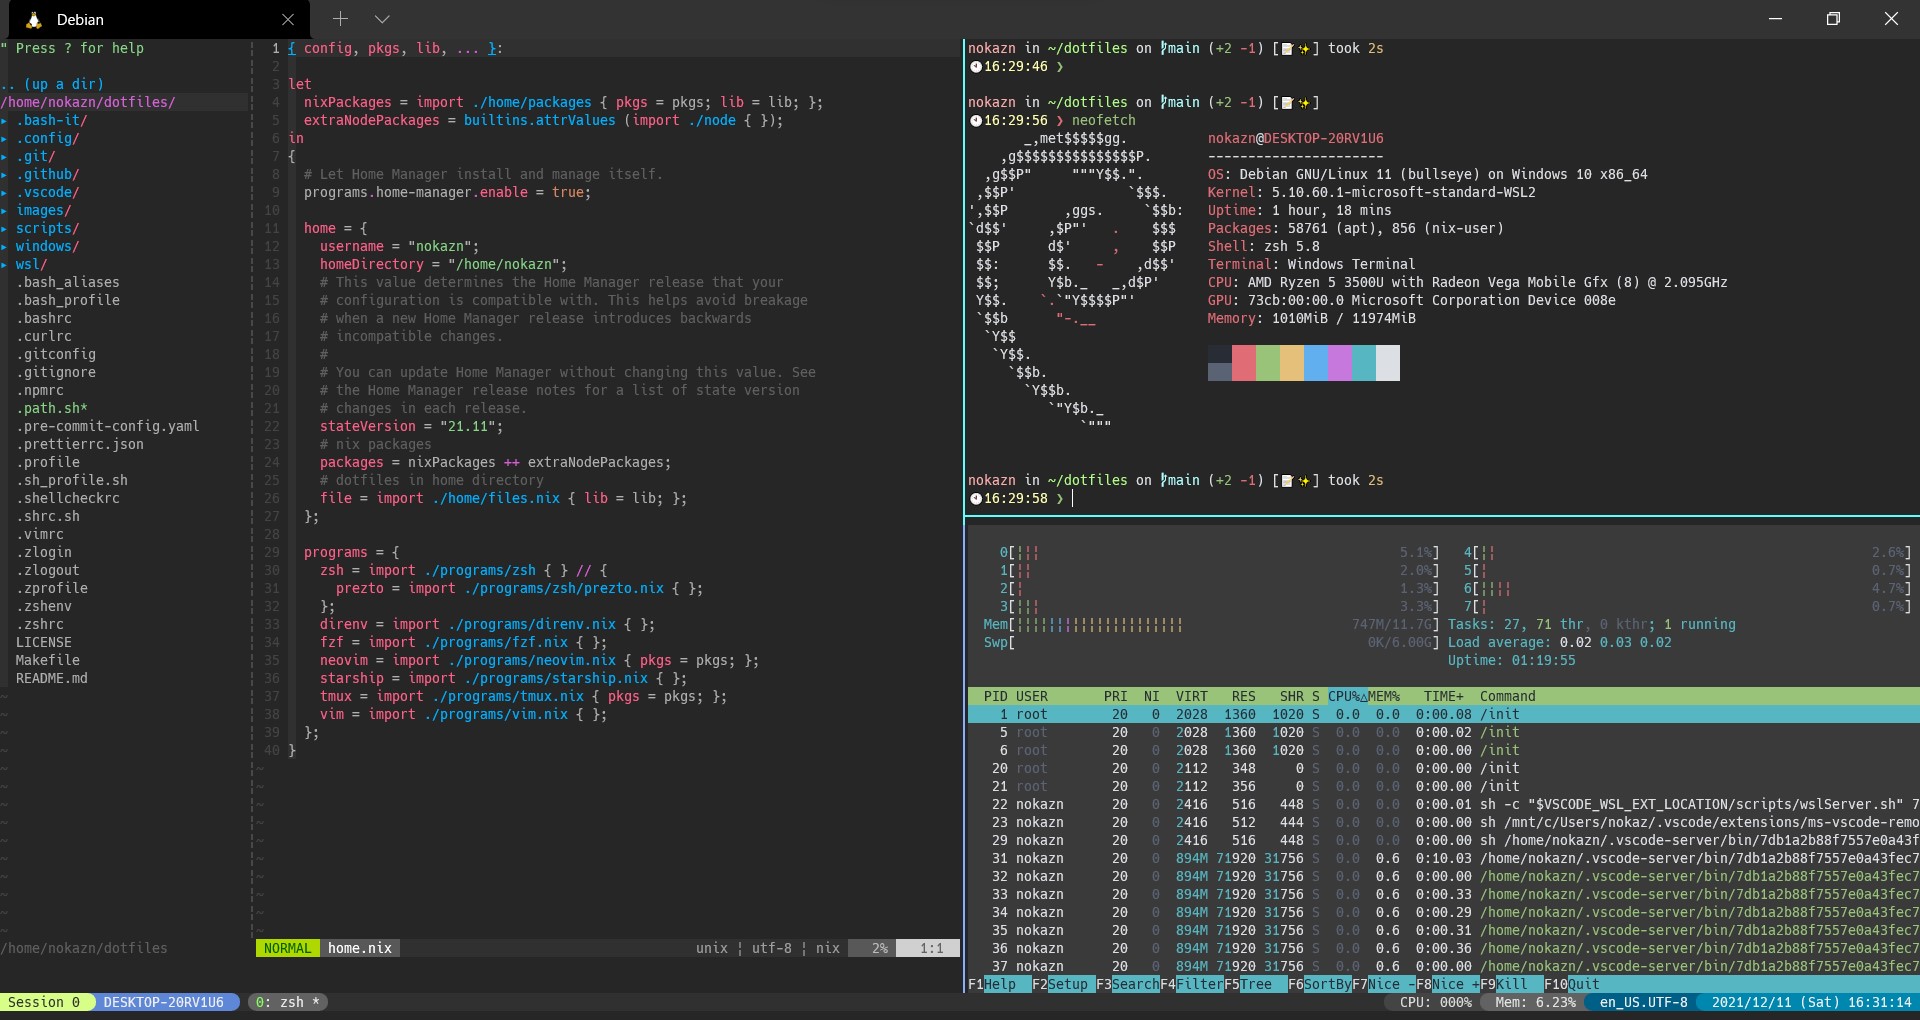 Debian
" Press ? for help
.. (up a dir)
/home/nokazn/dotfiles/
▸ .bash-it/
▸ .config/
▸ .git/
▸ .github/
▸ .vscode/
▸ images/
▸ scripts/
▸ windows/
▸ wsl/
.bash_aliases
.bash_profile
.bashrc
.curlrc
.gitconfig
.gitignore
.npmrc
.path.sh*
.pre-commit-config.yaml
.prettierrc.json
.profile
.sh_profile.sh
.shellcheckrc
.shrc.sh
.vimrc
.zlogin
.zlogout
.zprofile
.zshenv
.zshrc
LICENSE
Makefile
README.md
/home/nokazn/dotfiles
1 { config, pkgs, lib, ... }:
2
3 let
4   nixPackages = import ./home/packages { pkgs = pkgs; lib = lib; };
5   extraNodePackages = builtins.attrValues (import ./node { });
6 in
7 {
8   # Let Home Manager install and manage itself.
9   programs.home-manager.enable = true;
10
11   home = {
12     username = "nokazn";
13     homeDirectory = "/home/nokazn";
14     # This value determines the Home Manager release that your
15     # configuration is compatible with. This helps avoid breakage
16     # when a new Home Manager release introduces backwards
17     # incompatible changes.
18     #
19     # You can update Home Manager without changing this value. See
20     # the Home Manager release notes for a list of state version
21     # changes in each release.
22     stateVersion = "21.11";
23     # nix packages
24     packages = nixPackages ++ extraNodePackages;
25     # dotfiles in home directory
26     file = import ./home/files.nix { lib = lib; };
27   };
28
29   programs = {
30     zsh = import ./programs/zsh { } // {
31       prezto = import ./programs/zsh/prezto.nix { };
32     };
33     direnv = import ./programs/direnv.nix { };
34     fzf = import ./programs/fzf.nix { };
35     neovim = import ./programs/neovim.nix { pkgs = pkgs; };
36     starship = import ./programs/starship.nix { };
37     tmux = import ./programs/tmux.nix { pkgs = pkgs; };
38     vim = import ./programs/vim.nix { };
39   };
40 }
NORMAL home.nix unix ¦ utf-8 ¦ nix 2% 1:1
nokazn in ~/dotfiles on main (+2 -1) [📝✨] took 2s
🕙16:29:46 ❯
nokazn in ~/dotfiles on main (+2 -1) [📝✨]
🕙16:29:56 ❯ neofetch
       _,met$$$$$gg.
    ,g$$$$$$$$$$$$$$$P.
  ,g$$P"     """Y$$.".
 ,$$P'              `$$$.
',$$P       ,ggs.     `$$b:
`d$$'     ,$P"'   .    $$$
 $$P      d$'     ,    $$P
 $$:      $$.   -    ,d$$'
 $$;      Y$b._   _,d$P'
 Y$$.    `.`"Y$$$$P"'
 `$$b      "-.__
  `Y$$
   `Y$$.
     `$$b.
       `Y$$b.
          `"Y$b._
              `"""
nokazn@DESKTOP-20RV1U6
----------------------
OS: Debian GNU/Linux 11 (bullseye) on Windows 10 x86_64
Kernel: 5.10.60.1-microsoft-standard-WSL2
Uptime: 1 hour, 18 mins
Packages: 58761 (apt), 856 (nix-user)
Shell: zsh 5.8
Terminal: Windows Terminal
CPU: AMD Ryzen 5 3500U with Radeon Vega Mobile Gfx (8) @ 2.095GHz
GPU: 73cb:00:00.0 Microsoft Corporation Device 008e
Memory: 1010MiB / 11974MiB
nokazn in ~/dotfiles on main (+2 -1) [📝✨] took 2s
🕙16:29:58 ❯
0[||| 5.1%] 4[|| 2.6%]
1[|| 2.0%] 5[| 0.7%]
2[| 1.3%] 6[|||| 4.7%]
3[||| 3.3%] 7[| 0.7%]
Mem[||||||||||||||||||||| 747M/11.7G] Tasks: 27, 71 thr, 0 kthr; 1 running
Swp[ 0K/6.00G] Load average: 0.02 0.03 0.02
Uptime: 01:19:55
PID USER PRI NI VIRT RES SHR S CPU%△MEM% TIME+ Command
1 root 20 0 2028 1360 1020 S 0.0 0.0 0:00.08 /init
5 root 20 0 2028 1360 1020 S 0.0 0.0 0:00.02 /init
6 root 20 0 2028 1360 1020 S 0.0 0.0 0:00.00 /init
20 root 20 0 2112 348 0 S 0.0 0.0 0:00.00 /init
21 root 20 0 2112 356 0 S 0.0 0.0 0:00.00 /init
22 nokazn 20 0 2416 516 448 S 0.0 0.0 0:00.01 sh -c "$VSCODE_WSL_EXT_LOCATION/scripts/wslServer.sh" 7
23 nokazn 20 0 2416 512 444 S 0.0 0.0 0:00.00 sh /mnt/c/Users/nokaz/.vscode/extensions/ms-vscode-remo
29 nokazn 20 0 2416 516 448 S 0.0 0.0 0:00.00 sh /home/nokazn/.vscode-server/bin/7db1a2b88f7557e0a43f
31 nokazn 20 0 894M 71920 31756 S 0.0 0.6 0:10.03 /home/nokazn/.vscode-server/bin/7db1a2b88f7557e0a43fec7
32 nokazn 20 0 894M 71920 31756 S 0.0 0.6 0:00.00 /home/nokazn/.vscode-server/bin/7db1a2b88f7557e0a43fec7
33 nokazn 20 0 894M 71920 31756 S 0.0 0.6 0:00.33 /home/nokazn/.vscode-server/bin/7db1a2b88f7557e0a43fec7
34 nokazn 20 0 894M 71920 31756 S 0.0 0.6 0:00.29 /home/nokazn/.vscode-server/bin/7db1a2b88f7557e0a43fec7
35 nokazn 20 0 894M 71920 31756 S 0.0 0.6 0:00.31 /home/nokazn/.vscode-server/bin/7db1a2b88f7557e0a43fec7
36 nokazn 20 0 894M 71920 31756 S 0.0 0.6 0:00.36 /home/nokazn/.vscode-server/bin/7db1a2b88f7557e0a43fec7
37 nokazn 20 0 894M 71920 31756 S 0.0 0.6 0:00.00 /home/nokazn/.vscode-server/bin/7db1a2b88f7557e0a43fec7
F1Help F2Setup F3SearchF4FilterF5Tree F6SortByF7Nice -F8Nice +F9Kill F10Quit
Session 0 DESKTOP-20RV1U6 0: zsh * CPU: 000% Mem: 6.23% en_US.UTF-8 2021/12/11 (Sat) 16:31:14